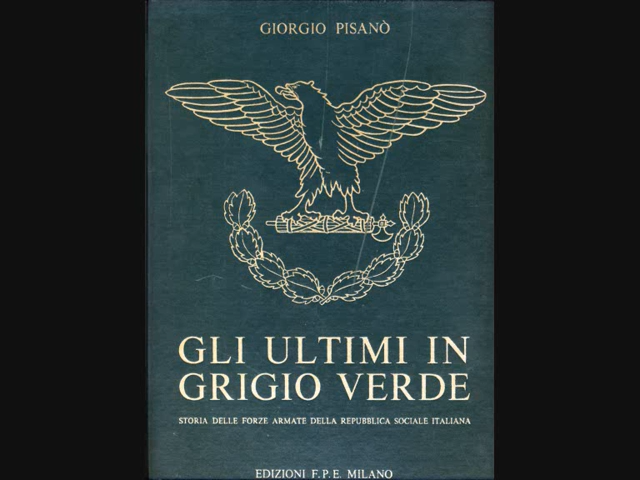 GIORGIO PISANÒ
GLI ULTIMI IN
GRIGIO VERDE
STORIA DELLE FORZE ARMATE DELLA REPUBBLICA SOCIALE ITALIANA
EDIZIONI F.P.E. MILANO